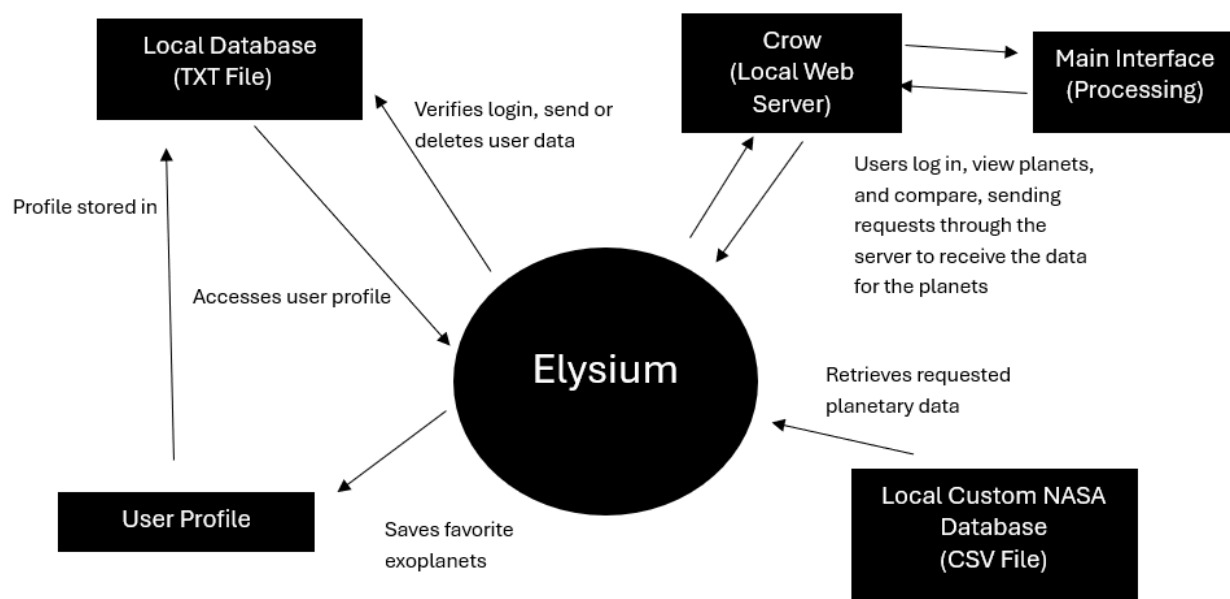 Local Database
(TXT File)
Crow
(Local Web
Server)
Main Interface
(Processing)
Verifies login, send or
deletes user data
Users log in, view planets,
and compare, sending
requests through the
server to receive the data
for the planets
Profile stored in
Accesses user profile
Elysium
Retrieves requested
planetary data
User Profile
Saves favorite
exoplanets
Local Custom NASA
Database
(CSV File)